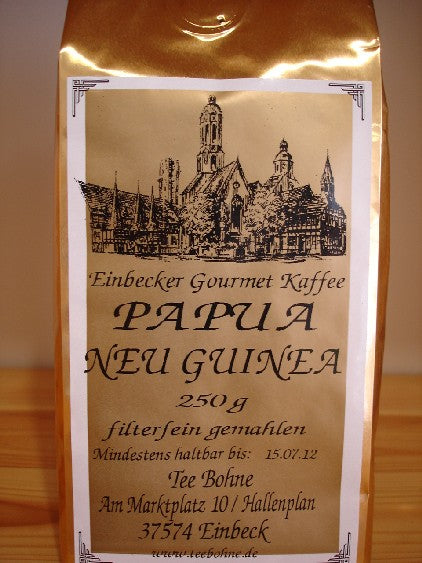 Einbecker Gourmet Kaffee
PAPUA
NEU GUINEA
250 g
filterfein gemahlen
Mindestens haltbar bis: 15.07.12
Tee Bohne
Am Marktplatz 10 / Hallenplan
37574 Einbeck
www.teebohne.de